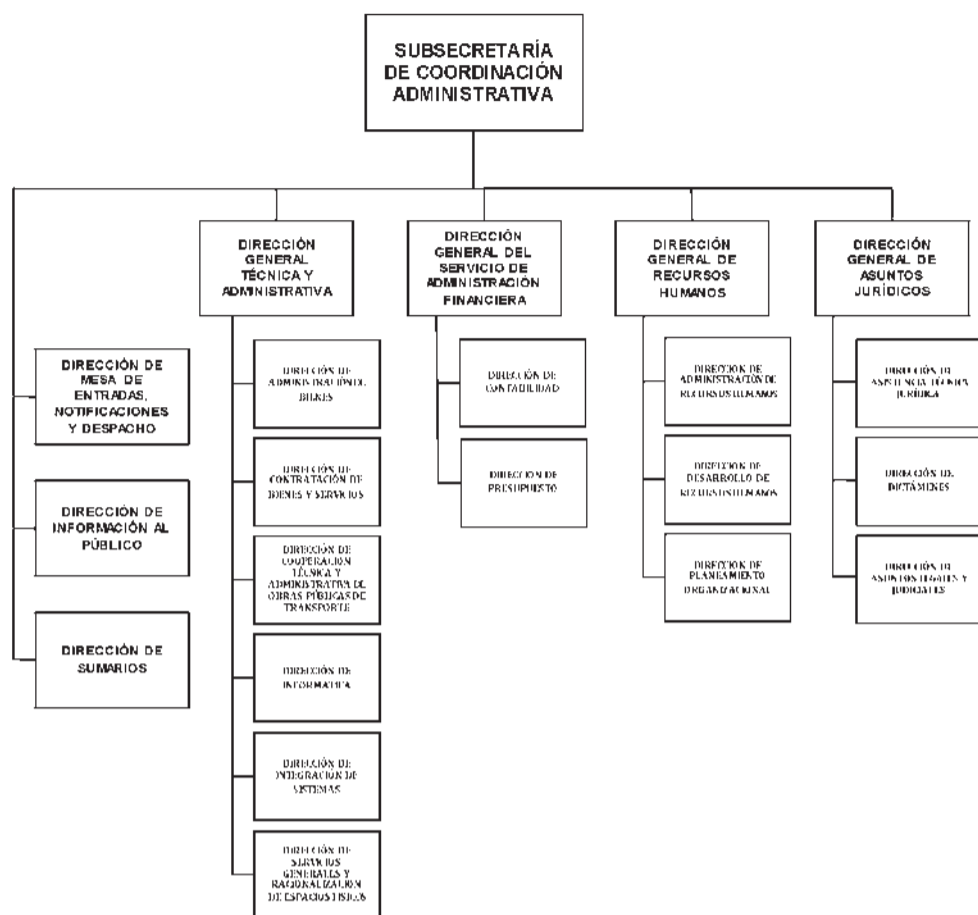 SUBSECRETARÍA
DE COORDINACIÓN
ADMINISTRATIVA
DIRECCIÓN
GENERAL
TÉCNICA Y
ADMINISTRATIVA
DIRECCIÓN
GENERAL DEL
SERVICIO DE
ADMINISTRACIÓN
FINANCIERA
DIRECCIÓN
GENERAL DE
RECURSOS
HUMANOS
DIRECCIÓN
GENERAL DE
ASUNTOS
JURÍDICOS
DIRECCIÓN DE
MESA DE
ENTRADAS,
NOTIFICACIONES
Y DESPACHO
DIRECCIÓN DE
INFORMACIÓN AL
PÚBLICO
DIRECCIÓN DE
SUMARIOS
DIRECCIÓN DE
ADMINISTRACIÓN DE
BIENES
DIRECCIÓN DE
CONTRATACIÓN DE
BIENES Y SERVICIOS
DIRECCIÓN DE
COOPERACIÓN
TÉCNICA Y
ADMINISTRATIVA DE
OBRAS PÚBLICAS DE
TRANSPORTE
DIRECCIÓN DE
INFORMÁTICA
DIRECCIÓN DE
INTEGRACIÓN DE
SISTEMAS
DIRECCIÓN DE
SERVICIOS
GENERALES Y
RACIONALIZACIÓN
DE ESPACIOS FÍSICOS
DIRECCIÓN DE
CONTABILIDAD
DIRECCIÓN DE
PRESUPUESTO
DIRECCIÓN DE
ADMINISTRACIÓN DE
RECURSOS HUMANOS
DIRECCIÓN DE
DESARROLLO DE
RECURSOS HUMANOS
DIRECCIÓN DE
PLANEAMIENTO
ORGANIZACIONAL
DIRECCIÓN DE
ASISTENCIA TÉCNICA
JURÍDICA
DIRECCIÓN DE
DICTÁMENES
DIRECCIÓN DE
ASUNTOS LEGALES Y
JUDICIALES